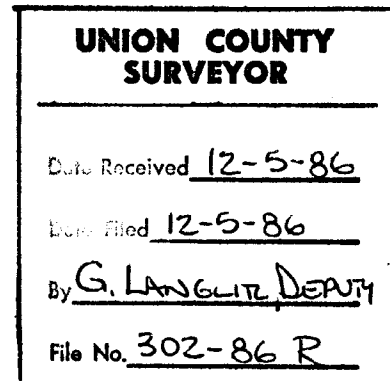 UNION COUNTY
SURVEYOR
Date Received 12-5-86
Date Filed 12-5-86
By G. LANGLITZ, DEPUTY
File No. 302-86 R